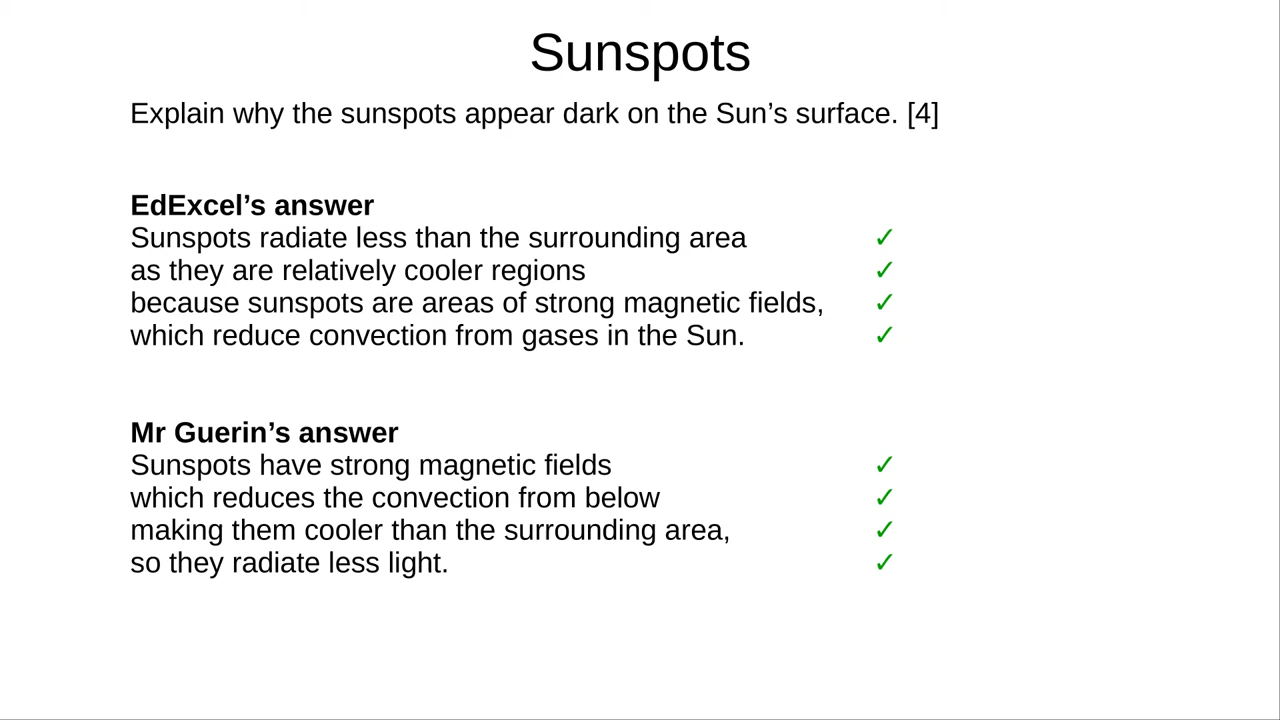 Sunspots
Explain why the sunspots appear dark on the Sun’s surface. [4]
EdExcel’s answer
Sunspots radiate less than the surrounding area ✓
as they are relatively cooler regions ✓
because sunspots are areas of strong magnetic fields, ✓
which reduce convection from gases in the Sun. ✓
Mr Guerin’s answer
Sunspots have strong magnetic fields ✓
which reduces the convection from below ✓
making them cooler than the surrounding area, ✓
so they radiate less light. ✓